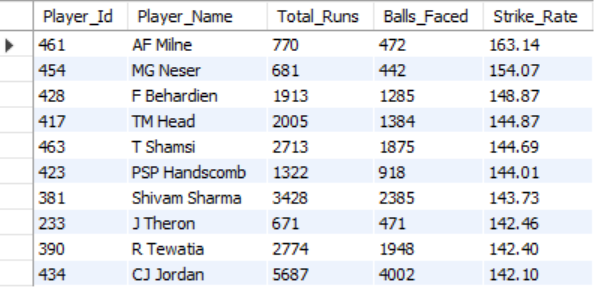 Player_Id Player_Name Total_Runs Balls_Faced Strike_Rate
461 AF Milne 770 472 163.14
454 MG Neser 681 442 154.07
428 F Behardien 1913 1285 148.87
417 TM Head 2005 1384 144.87
463 T Shamsi 2713 1875 144.69
423 PSP Handscomb 1322 918 144.01
381 Shivam Sharma 3428 2385 143.73
233 J Theron 671 471 142.46
390 R Tewatia 2774 1948 142.40
434 CJ Jordan 5687 4002 142.10